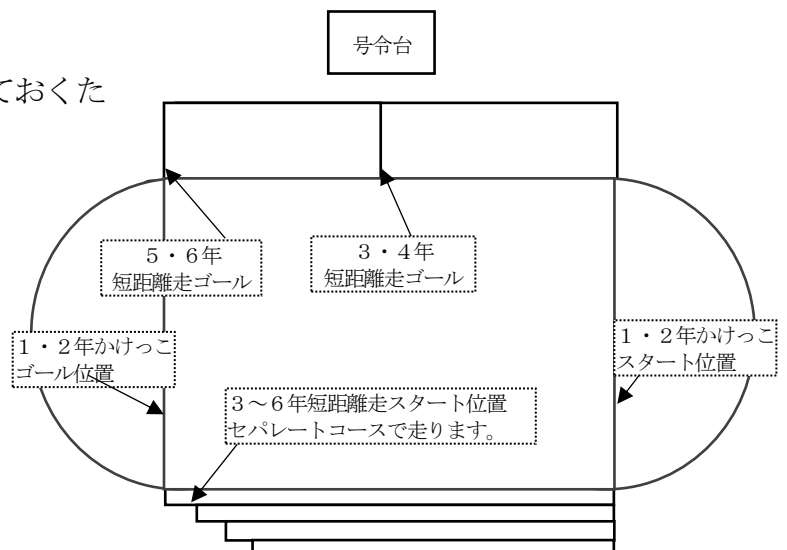 号令台
ておくた
５・６年
短距離走ゴール
３・４年
短距離走ゴール
１・２年かけっこ
ゴール位置
１・２年かけっこ
スタート位置
３～６年短距離走スタート位置
セパレートコースで走ります。